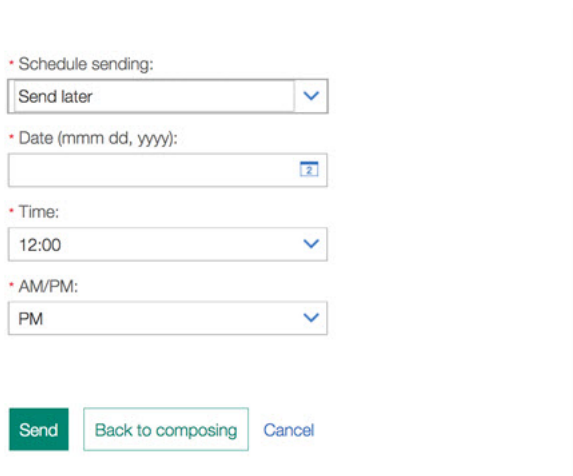 * Schedule sending:
Send later
* Date (mmm dd, yyyy):
2
* Time:
12:00
* AM/PM:
PM
Send Back to composing Cancel